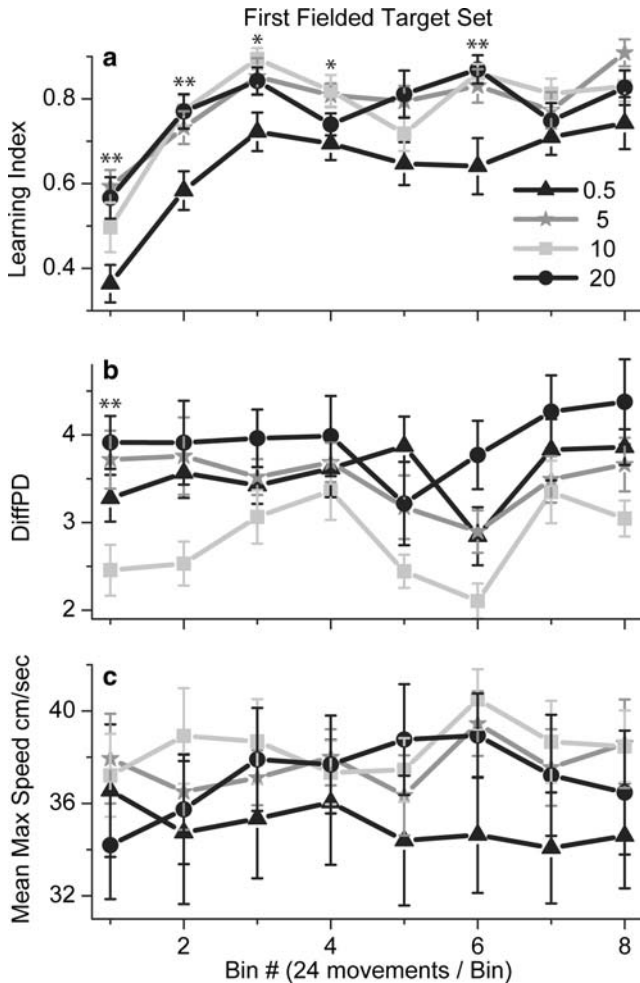 First Fielded Target Set
a
Learning Index
0.8
0.6
0.4
**
**
*
*
**
0.5
5
10
20
b
DiffPD
4
3
2
**
c
Mean Max Speed cm/sec
40
36
32
2
4
6
8
Bin # (24 movements / Bin)